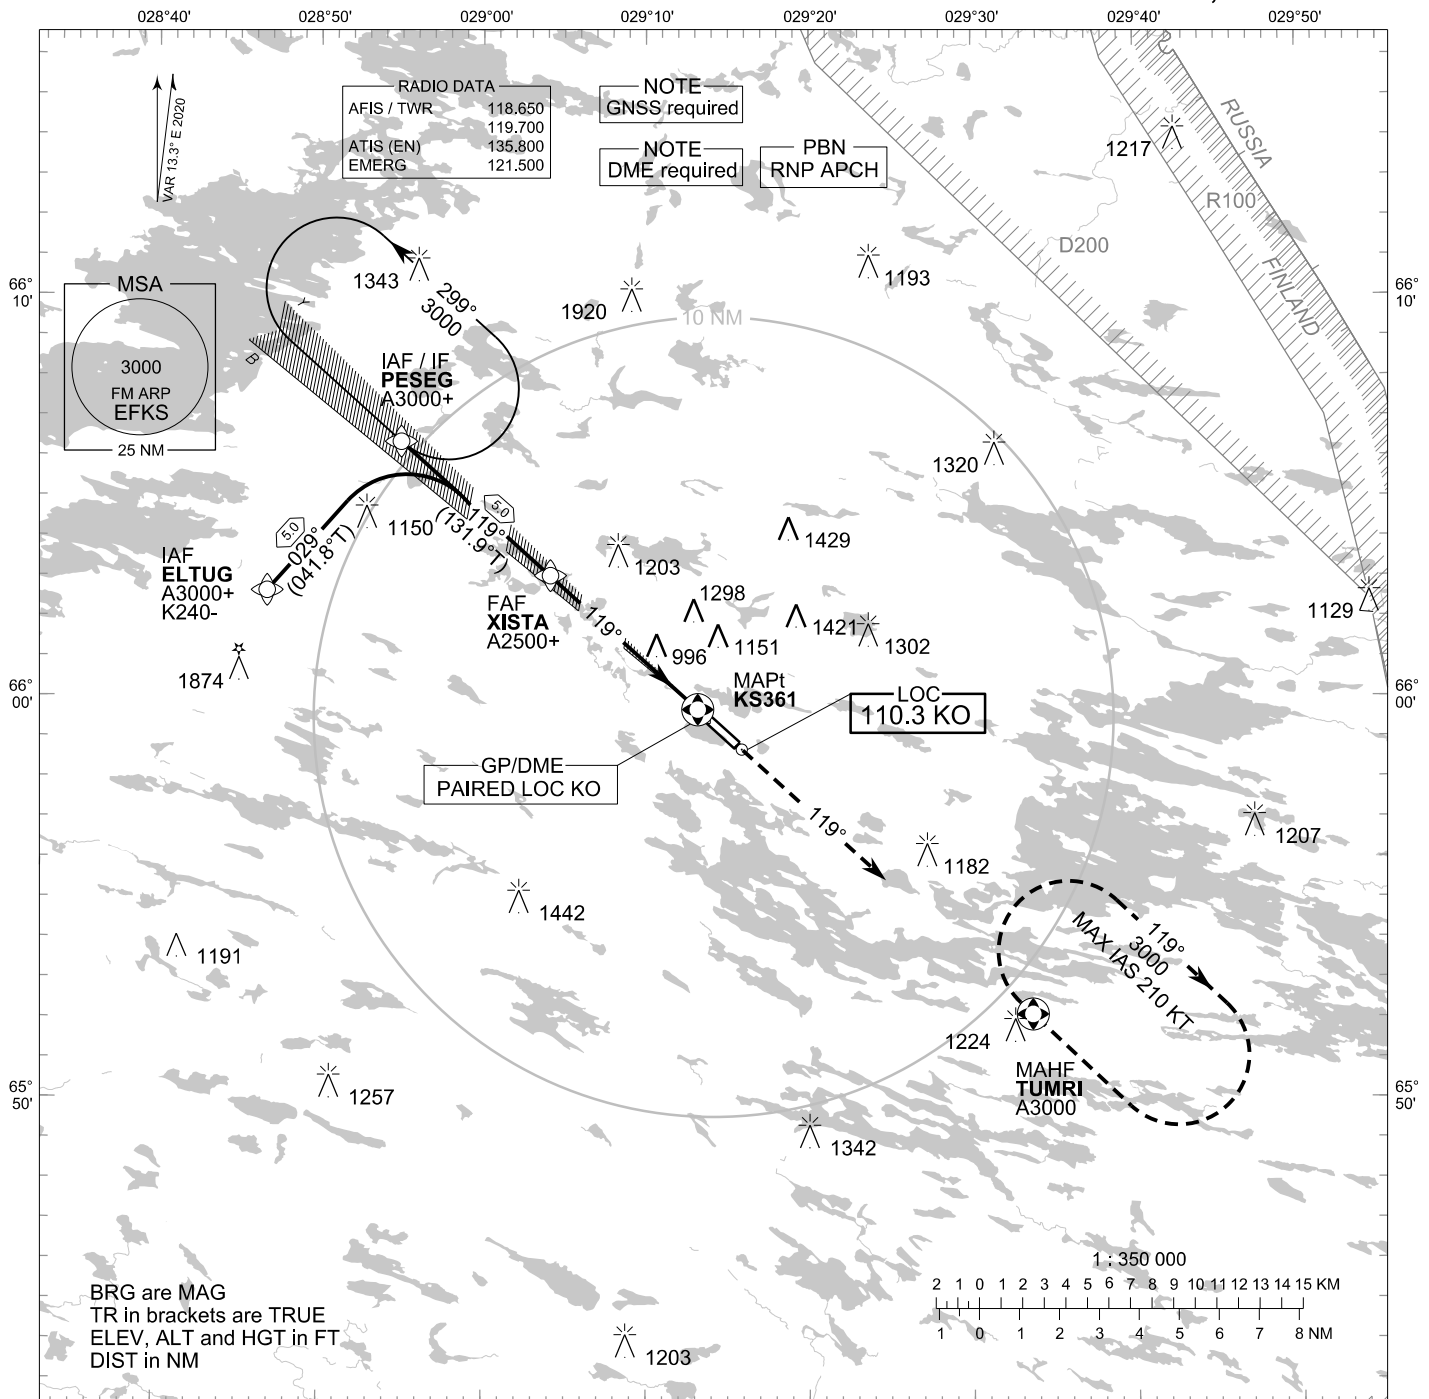 028°40' 028°50' 029°00' 029°10' 029°20' 029°30' 029°40' 029°50'
VAR 13.3° E 2020
RADIO DATA
AFIS / TWR 118.650
119.700
ATIS (EN) 135.800
EMERG 121.500
NOTE
GNSS required
NOTE
DME required
PBN
RNP APCH
1217
RUSSIA
R100
D200
FINLAND
66°
10'
66°
10'
MSA
3000
FM ARP
EFKS
25 NM
1343
299°
3000
1920
1193
10 NM
Y
B
IAF / IF
PESEG
A3000+
1320
1150
5.0
119°
(131.9°T)
5.0
029°
(041.8°T)
IAF
ELTUG
A3000+
K240-
1429
1203
1298
1421
1302
1151
996
1129
FAF
XISTA
A2500+
119°
1874
66°
00'
66°
00'
MAPt
KS361
LOC
110.3 KO
GP/DME
PAIRED LOC KO
119°
1207
1182
1442
1191
119°
3000
MAX IAS 210 KT
1224
MAHF
TUMRI
A3000
65°
50'
65°
50'
1257
1342
1203
BRG are MAG
TR in brackets are TRUE
ELEV, ALT and HGT in FT
DIST in NM
1 : 350 000
2 1 0 1 2 3 4 5 6 7 8 9 10 11 12 13 14 15 KM
1 0 1 2 3 4 5 6 7 8 NM